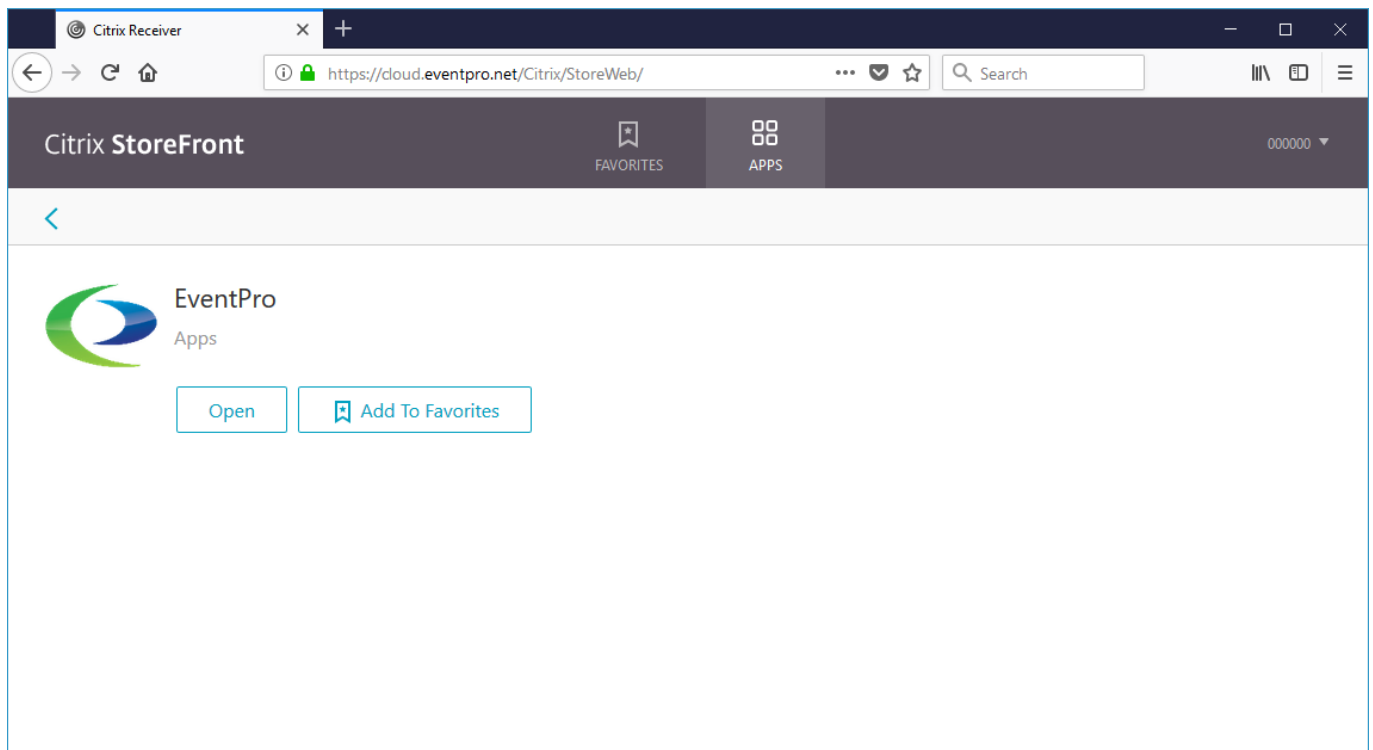 Citrix Receiver
https://cloud.eventpro.net/Citrix/StoreWeb/
Search
Citrix StoreFront
FAVORITES
APPS
000000
EventPro
Apps
Open
Add To Favorites